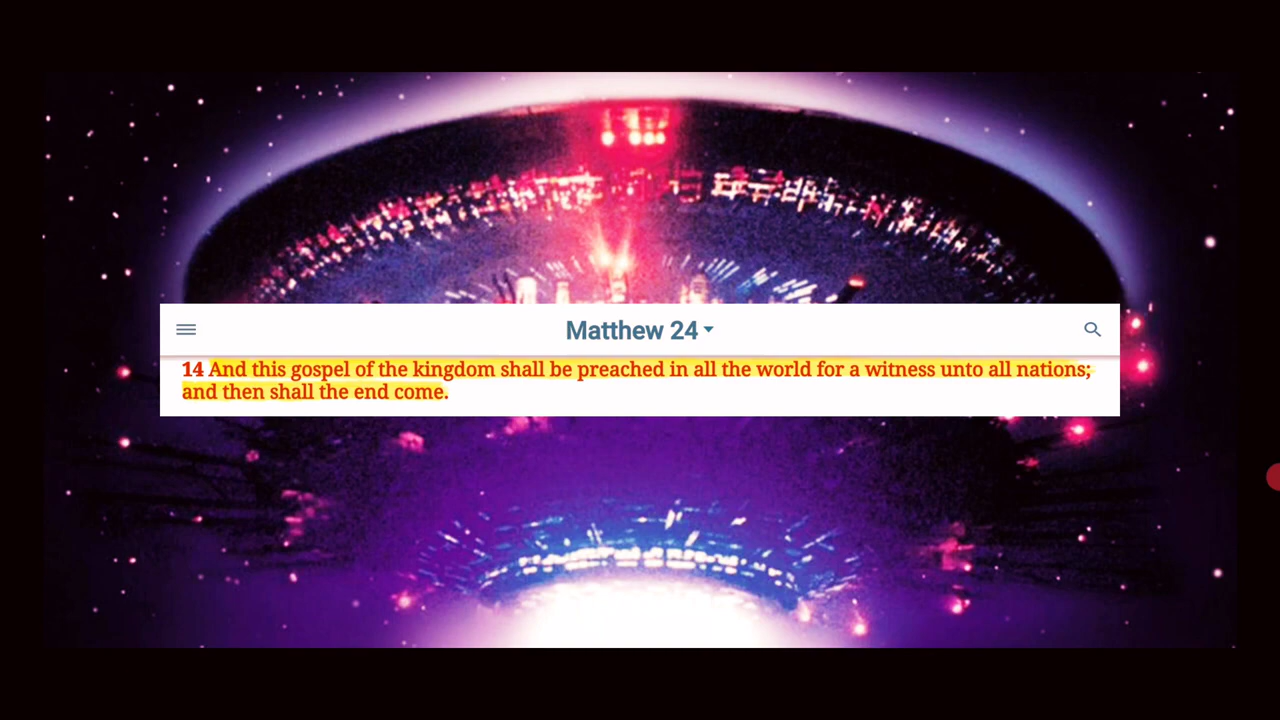 Matthew 24
14 And this gospel of the kingdom shall be preached in all the world for a witness unto all nations;
and then shall the end come.